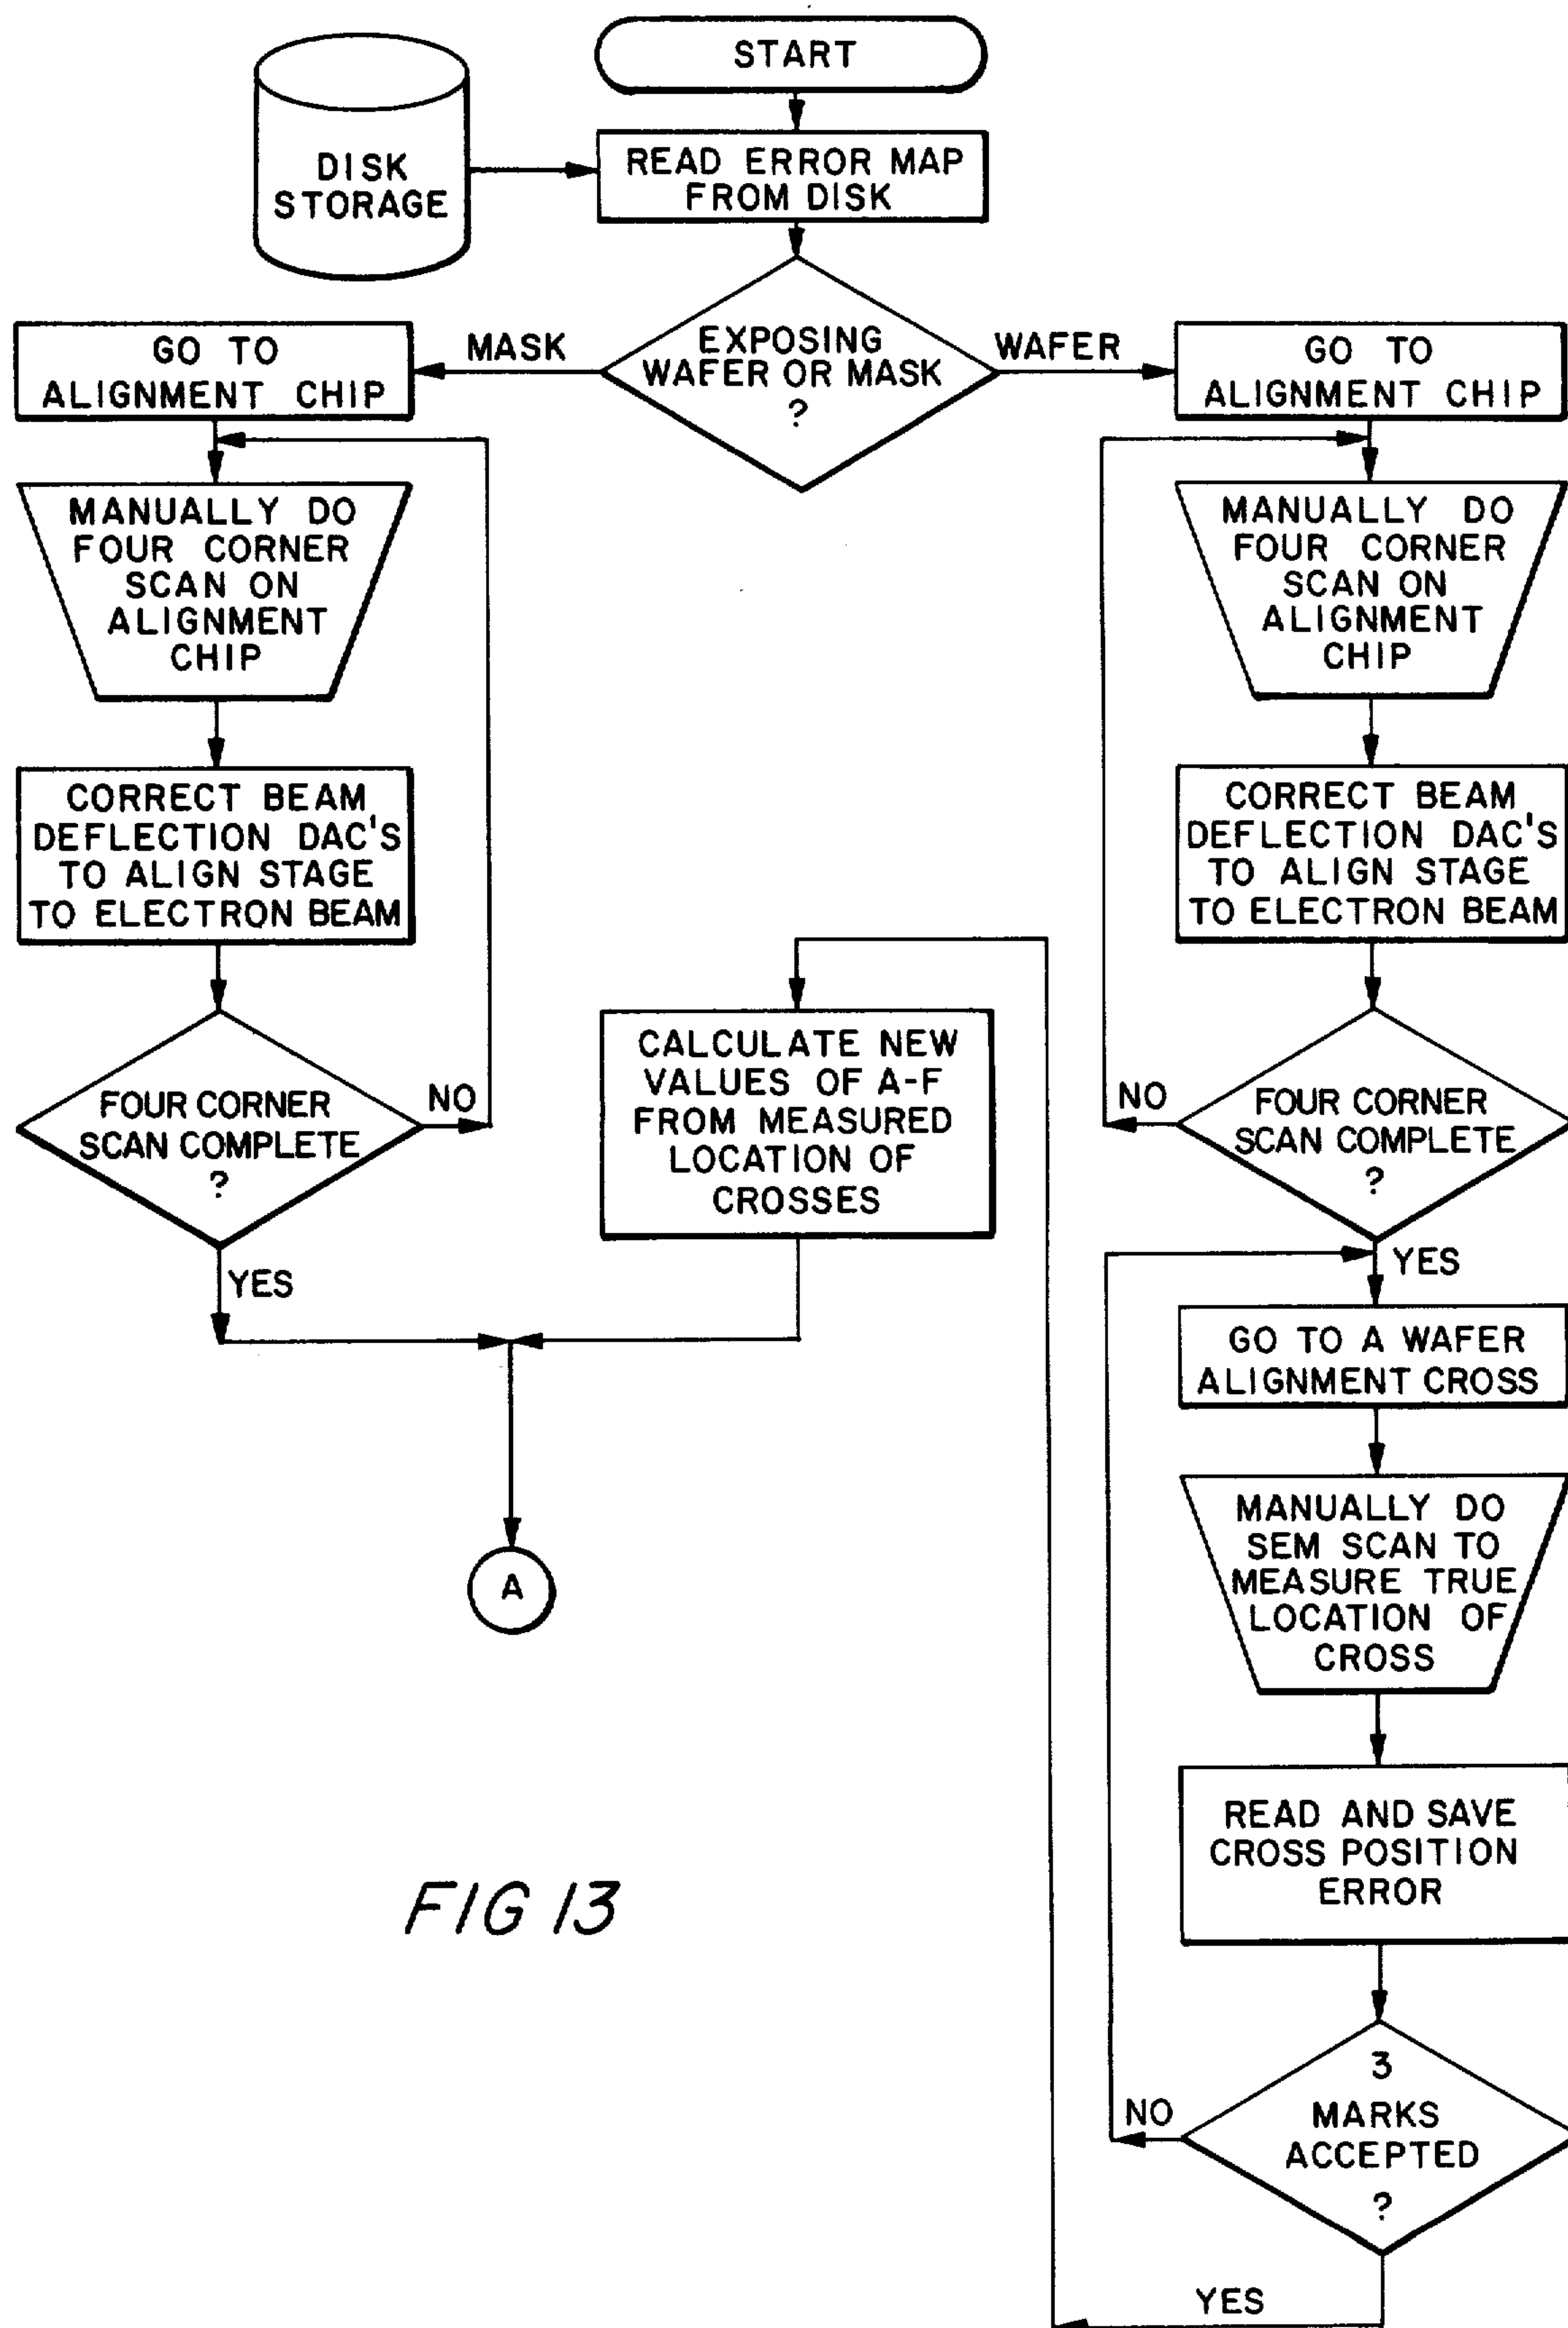 START
DISK
STORAGE
READ ERROR MAP
FROM DISK
EXPOSING
WAFER OR MASK
?
MASK
WAFER
GO TO
ALIGNMENT CHIP
MANUALLY DO
FOUR CORNER
SCAN ON
ALIGNMENT
CHIP
CORRECT BEAM
DEFLECTION DAC'S
TO ALIGN STAGE
TO ELECTRON BEAM
FOUR CORNER
SCAN COMPLETE
?
NO
YES
CALCULATE NEW
VALUES OF A-F
FROM MEASURED
LOCATION OF
CROSSES
A
GO TO
ALIGNMENT CHIP
MANUALLY DO
FOUR CORNER
SCAN ON
ALIGNMENT
CHIP
CORRECT BEAM
DEFLECTION DAC'S
TO ALIGN STAGE
TO ELECTRON BEAM
FOUR CORNER
SCAN COMPLETE
?
NO
YES
GO TO A WAFER
ALIGNMENT CROSS
MANUALLY DO
SEM SCAN TO
MEASURE TRUE
LOCATION OF
CROSS
READ AND SAVE
CROSS POSITION
ERROR
3
MARKS
ACCEPTED
?
NO
YES
FIG 13